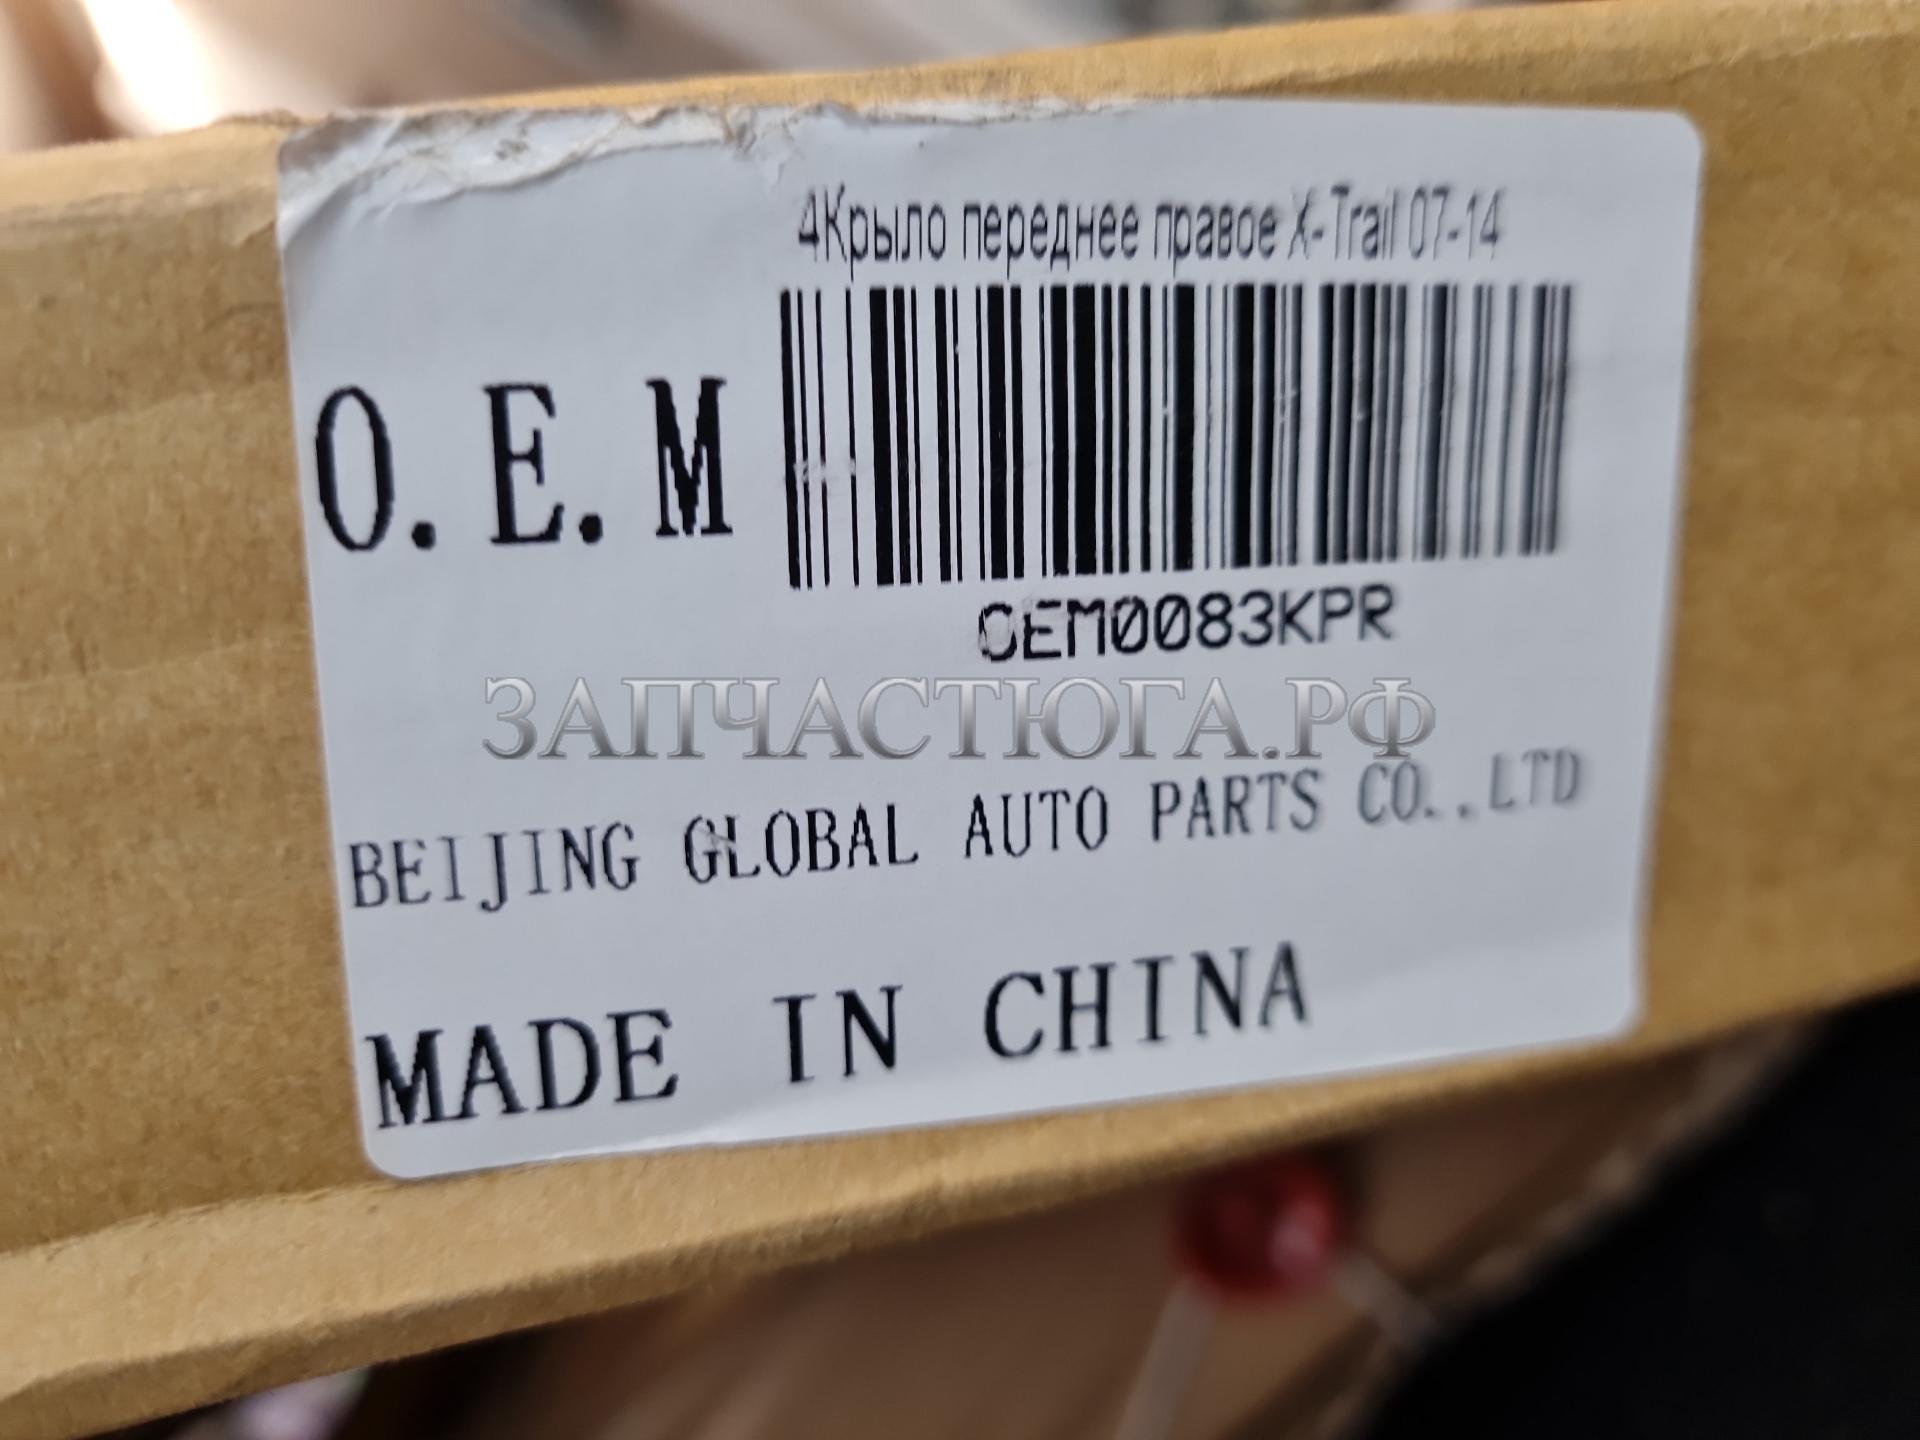 4Крыло переднее правое X-Trail 07-14
O.E.M
OEM0083KPR
ЗАПЧАСТЮГА.РФ
BEIJING GLOBAL AUTO PARTS CO.,LTD
MADE IN CHINA